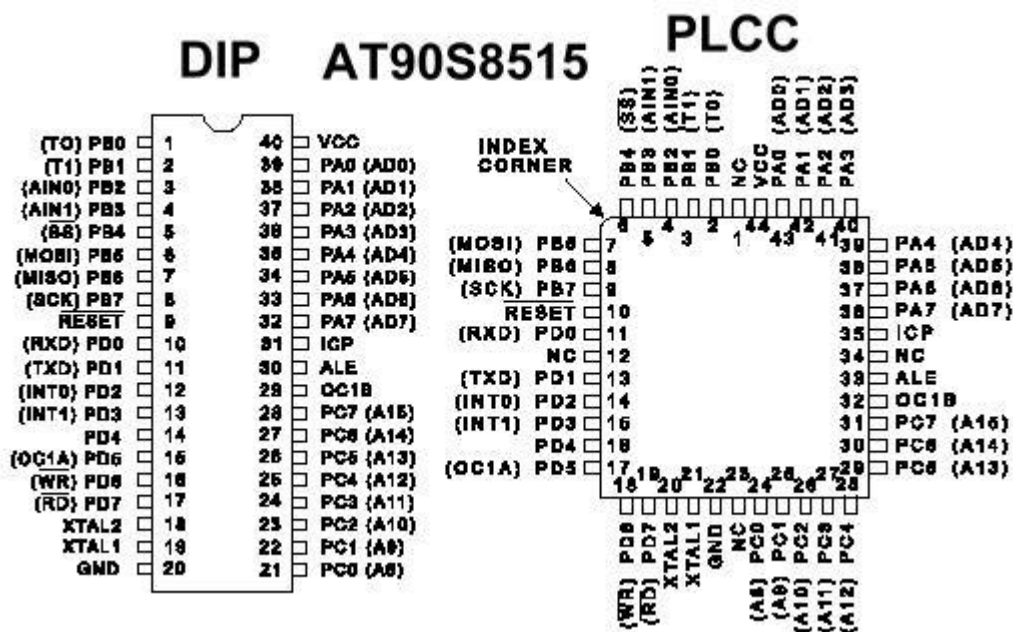 DIP AT90S8515 PLCC
(T0) PB0 1 40 VCC
(T1) PB1 2 39 PA0 (AD0)
(AIN0) PB2 3 38 PA1 (AD1)
(AIN1) PB3 4 37 PA2 (AD2)
(SS) PB4 5 36 PA3 (AD3)
(MOSI) PB5 6 35 PA4 (AD4)
(MISO) PB6 7 34 PA5 (AD5)
(SCK) PB7 8 33 PA6 (AD6)
RESET 9 32 PA7 (AD7)
(RXD) PD0 10 31 ICP
(TXD) PD1 11 30 ALE
(INT0) PD2 12 29 OC1B
(INT1) PD3 13 28 PC7 (A15)
PD4 14 27 PC6 (A14)
(OC1A) PD5 15 26 PC5 (A13)
(WR) PD6 16 25 PC4 (A12)
(RD) PD7 17 24 PC3 (A11)
XTAL2 18 23 PC2 (A10)
XTAL1 19 22 PC1 (A9)
GND 20 21 PC0 (A8)
INDEX
CORNER
PB4 (SS)
PB3 (AIN1)
PB2 (AIN0)
PB1 (T1)
PB0 (T0)
NC
VCC
PA0 (AD0)
PA1 (AD1)
PA2 (AD2)
PA3 (AD3)
6 5 4 3 2 1 44 43 42 41 40
(MOSI) PB5 7 39 PA4 (AD4)
(MISO) PB6 8 38 PA5 (AD5)
(SCK) PB7 9 37 PA6 (AD6)
RESET 10 36 PA7 (AD7)
(RXD) PD0 11 35 ICP
NC 12 34 NC
(TXD) PD1 13 33 ALE
(INT0) PD2 14 32 OC1B
(INT1) PD3 15 31 PC7 (A15)
PD4 16 30 PC6 (A14)
(OC1A) PD5 17 29 PC5 (A13)
18 19 20 21 22 23 24 25 26 27 28
(WR) PD6
(RD) PD7
XTAL2
XTAL1
GND
NC
(A8) PC0
(A9) PC1
(A10) PC2
(A11) PC3
(A12) PC4